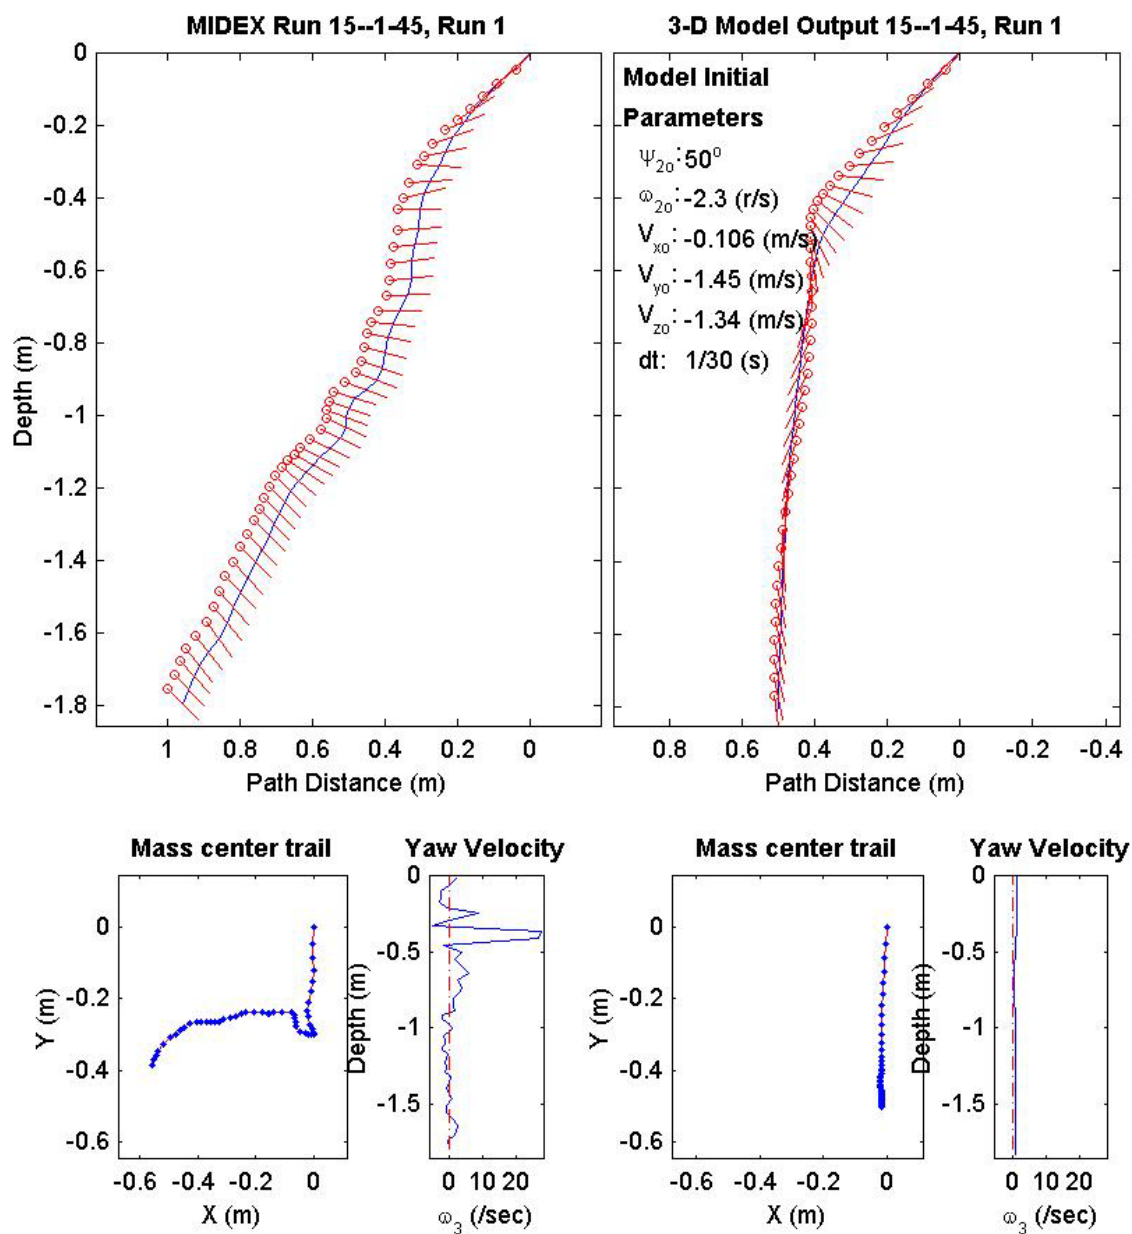 MIDEX Run 15--1-45, Run 1
3-D Model Output 15--1-45, Run 1
0
-0.2
-0.4
-0.6
-0.8
-1
-1.2
-1.4
-1.6
-1.8
Depth (m)
1 0.8 0.6 0.4 0.2 0
Path Distance (m)
Model Initial
Parameters
Ψ2o: 50o
ω2o: -2.3 (r/s)
Vxo: -0.106 (m/s)
Vyo: -1.45 (m/s)
Vzo: -1.34 (m/s)
dt: 1/30 (s)
0.8 0.6 0.4 0.2 0 -0.2 -0.4
Path Distance (m)
Mass center trail
0
-0.2
-0.4
-0.6
Y (m)
-0.6 -0.4 -0.2 0
X (m)
Yaw Velocity
0
-0.5
-1
-1.5
Depth (m)
0 10 20
ω3 (/sec)
Mass center trail
0
-0.2
-0.4
-0.6
Y (m)
-0.6 -0.4 -0.2 0
X (m)
Yaw Velocity
0
-0.5
-1
-1.5
Depth (m)
0 10 20
ω3 (/sec)